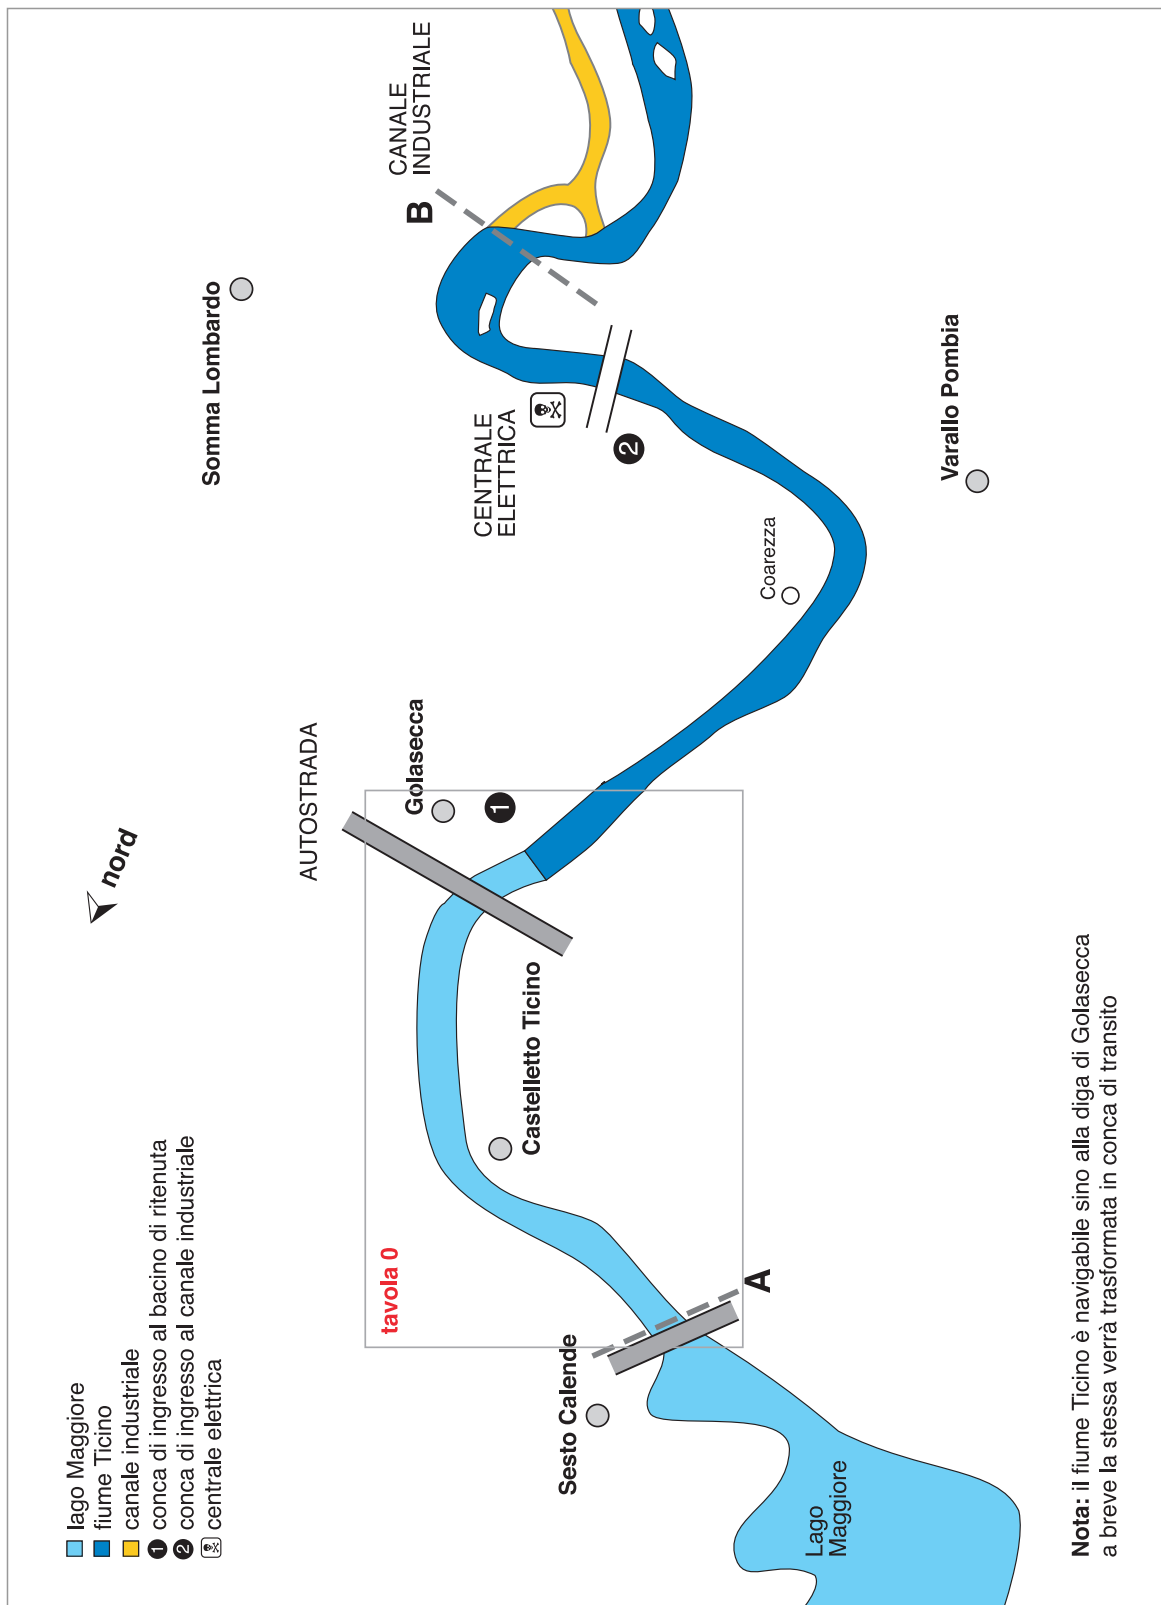 lago Maggiore
fiume Ticino
canale industriale
1 conca di ingresso al bacino di ritenuta
2 conca di ingresso al canale industriale
centrale elettrica
nord
Somma Lombardo
CANALE
INDUSTRIALE
B
AUTOSTRADA
tavola 0
Golasecca
1
CENTRALE
ELETTRICA
2
Castelletto Ticino
Sesto Calende
A
Coarezza
Varallo Pombia
Lago
Maggiore
Nota: il fiume Ticino è navigabile sino alla diga di Golasecca
a breve la stessa verrà trasformata in conca di transito